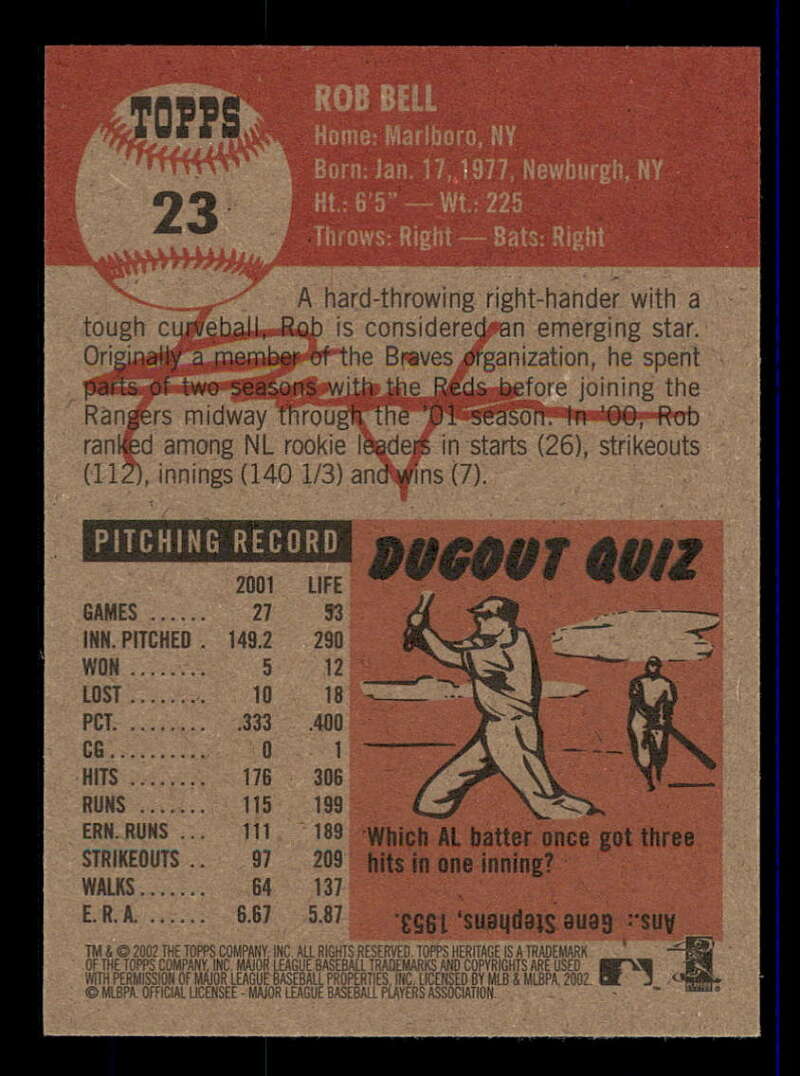 TOPPS
23
ROB BELL
Home: Marlboro, NY
Born: Jan. 17, 1977, Newburgh, NY
Ht.: 6'5" — Wt.: 225
Throws: Right — Bats: Right
A hard-throwing right-hander with a
tough curveball, Rob is considered an emerging star.
Originally a member of the Braves organization, he spent
parts of two seasons with the Reds before joining the
Rangers midway through the '01 season. In '00, Rob
ranked among NL rookie leaders in starts (26), strikeouts
(112), innings (140 1/3) and wins (7).
PITCHING RECORD
2001 LIFE
GAMES ...... 27 53
INN. PITCHED . 149.2 290
WON ........ 5 12
LOST ........ 10 18
PCT. ........ .333 .400
CG .......... 0 1
HITS ........ 176 306
RUNS ....... 115 199
ERN. RUNS ... 111 189
STRIKEOUTS .. 97 209
WALKS ....... 64 137
E.R.A. ...... 6.67 5.87
DUGOUT QUIZ
Which AL batter once got three
hits in one inning?
Ans.: Gene Stephens, 1953.
TM & © 2002 THE TOPPS COMPANY, INC. ALL RIGHTS RESERVED. TOPPS HERITAGE IS A TRADEMARK
OF THE TOPPS COMPANY, INC. MAJOR LEAGUE BASEBALL TRADEMARKS AND COPYRIGHTS ARE USED
WITH PERMISSION OF MAJOR LEAGUE BASEBALL PROPERTIES, INC. LICENSED BY MLB & MLBPA, 2002.
© MLBPA. OFFICIAL LICENSEE - MAJOR LEAGUE BASEBALL PLAYERS ASSOCIATION.